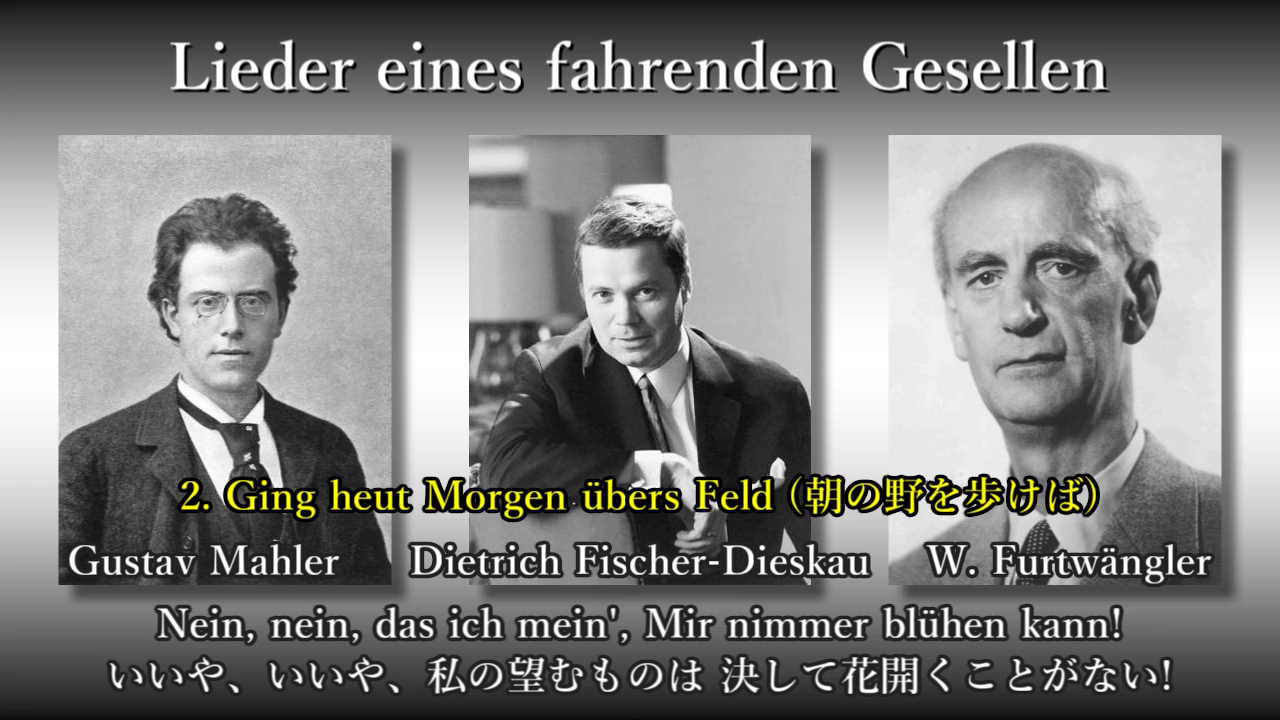 Lieder eines fahrenden Gesellen
2. Ging heut Morgen übers Feld (朝の野を歩けば)
Gustav Mahler
Dietrich Fischer-Dieskau
W. Furtwängler
Nein, nein, das ich mein', Mir nimmer blühen kann!
いいや、いいや、私の望むものは 決して花開くことがない!